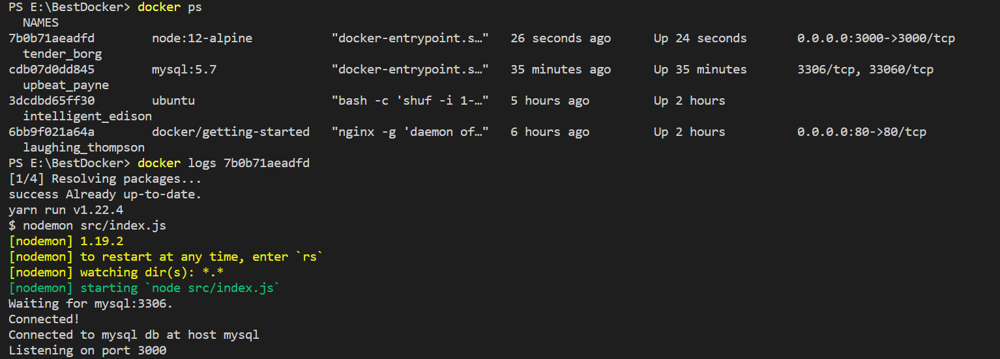 PS E:\BestDocker> docker ps
NAMES
7b0b71aeadfd node:12-alpine "docker-entrypoint.s…" 26 seconds ago Up 24 seconds 0.0.0.0:3000->3000/tcp
tender_borg
cdb07d0dd845 mysql:5.7 "docker-entrypoint.s…" 35 minutes ago Up 35 minutes 3306/tcp, 33060/tcp
upbeat_payne
3dcdbd65ff30 ubuntu "bash -c 'shuf -i 1-…" 5 hours ago Up 2 hours
intelligent_edison
6bb9f021a64a docker/getting-started "nginx -g 'daemon of…" 6 hours ago Up 2 hours 0.0.0.0:80->80/tcp
laughing_thompson
PS E:\BestDocker> docker logs 7b0b71aeadfd
[1/4] Resolving packages...
success Already up-to-date.
yarn run v1.22.4
$ nodemon src/index.js
[nodemon] 1.19.2
[nodemon] to restart at any time, enter `rs`
[nodemon] watching dir(s): *.*
[nodemon] starting `node src/index.js`
Waiting for mysql:3306.
Connected!
Connected to mysql db at host mysql
Listening on port 3000